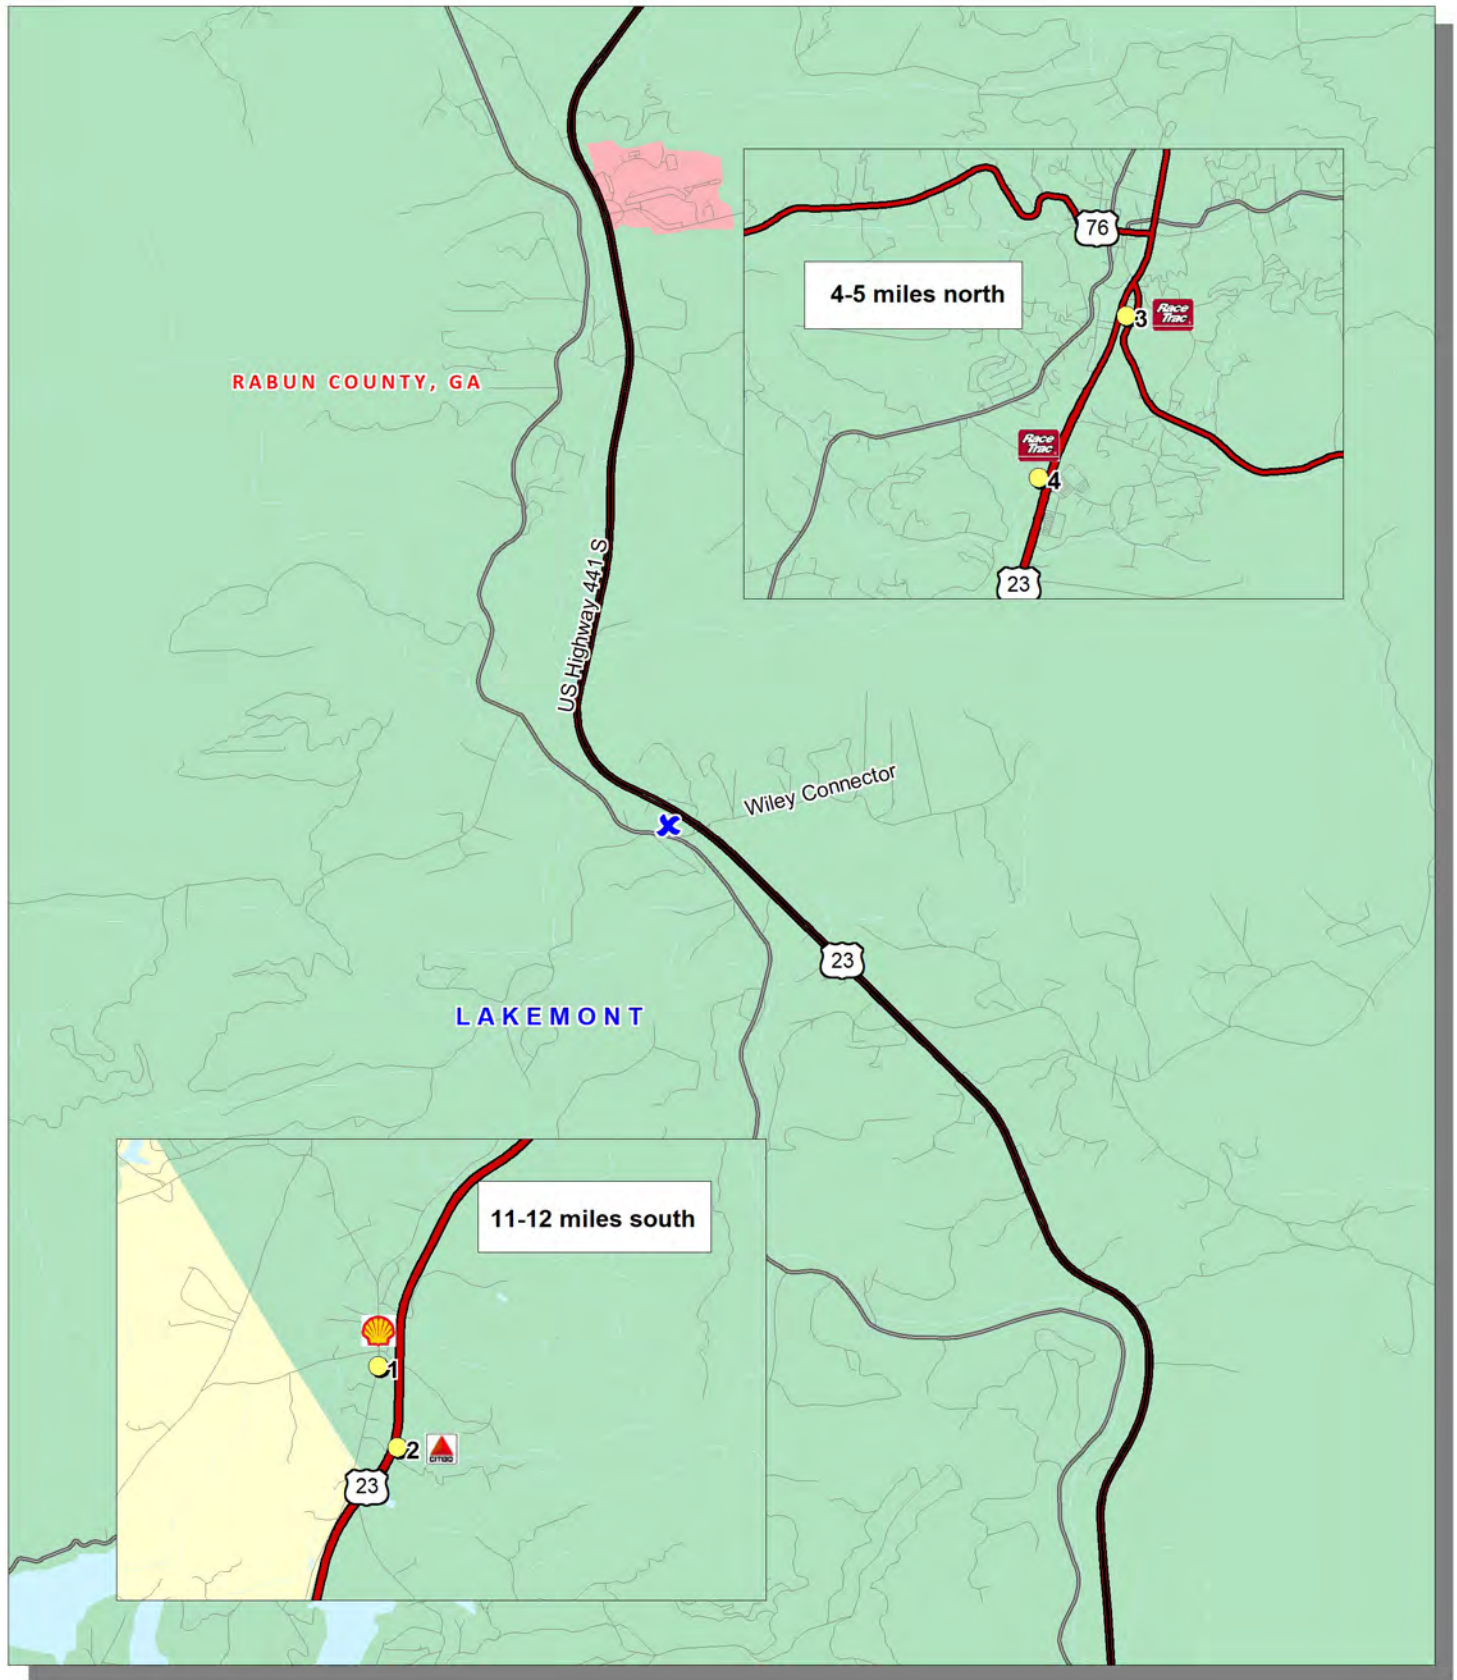 76
4-5 miles north
3
Race
Trac
RABUN COUNTY, GA
Race
Trac
4
23
US Highway 441 S
Wiley Connector
23
LAKEMONT
11-12 miles south
1
2
CITGO
23